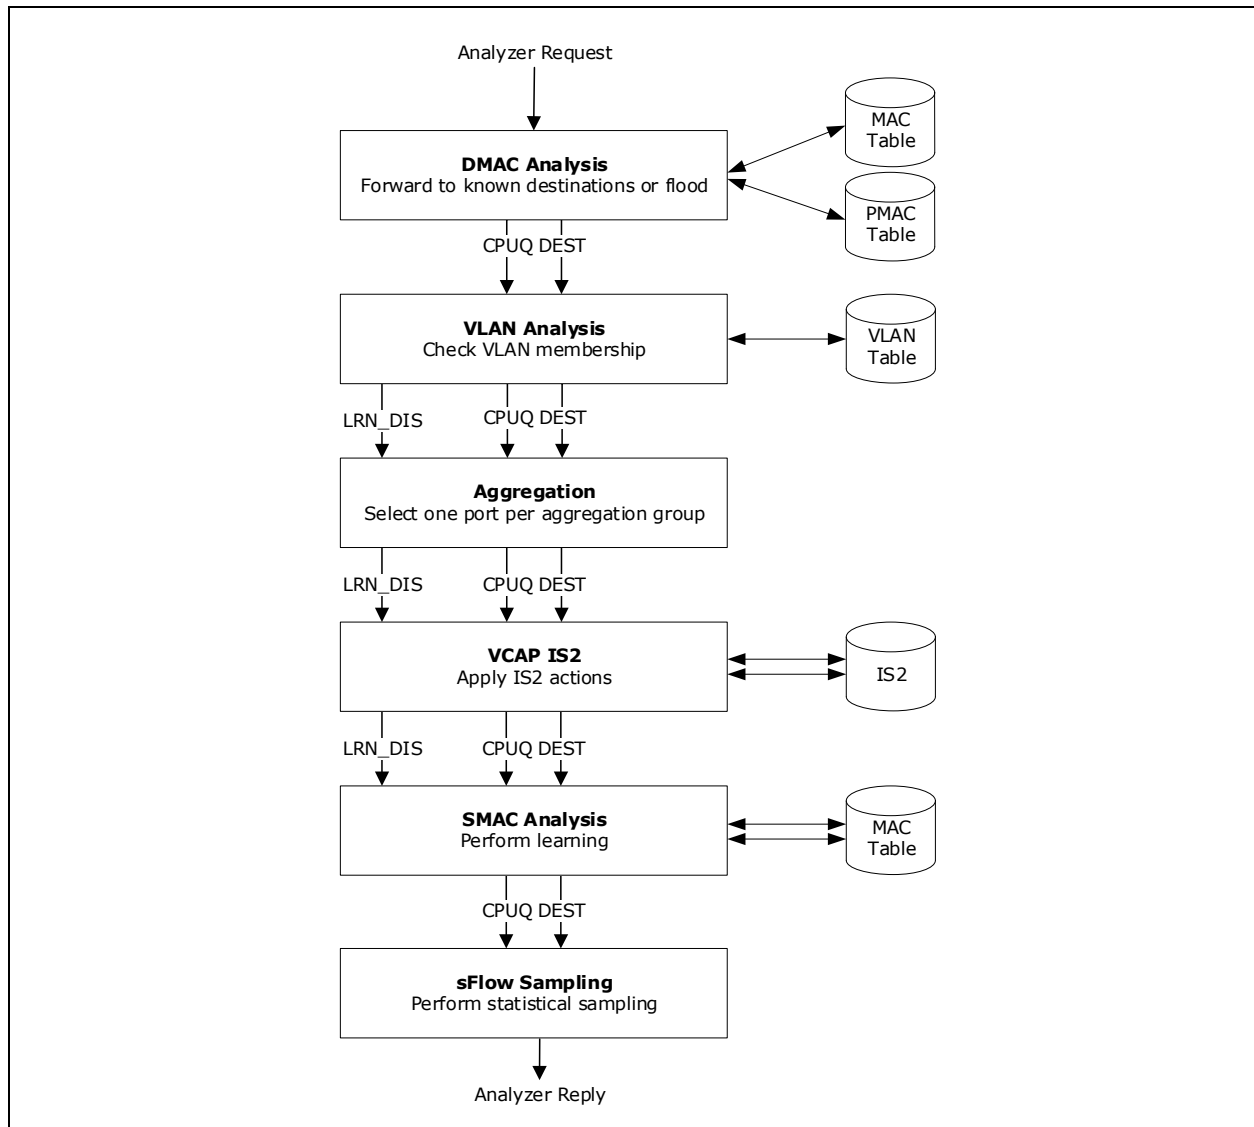 Analyzer Request
MAC
Table
DMAC Analysis
Forward to known destinations or flood
PMAC
Table
CPUQ DEST
VLAN Analysis
Check VLAN membership
VLAN
Table
LRN_DIS
CPUQ DEST
Aggregation
Select one port per aggregation group
LRN_DIS
CPUQ DEST
VCAP IS2
Apply IS2 actions
IS2
LRN_DIS
CPUQ DEST
SMAC Analysis
Perform learning
MAC
Table
CPUQ DEST
sFlow Sampling
Perform statistical sampling
Analyzer Reply